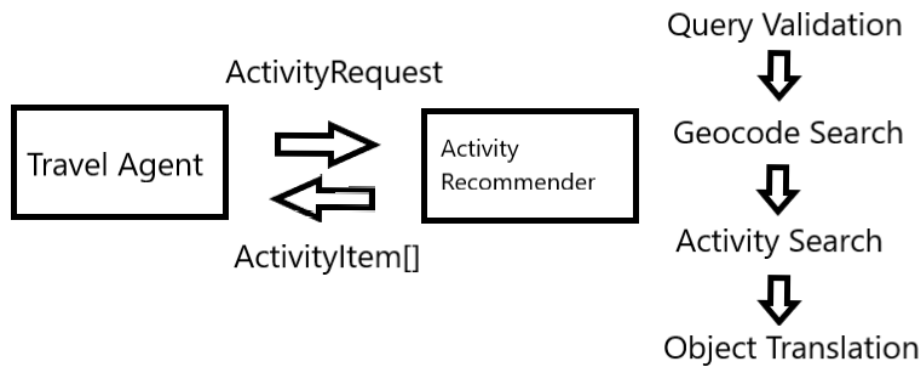 ActivityRequest
Travel Agent
Activity
Recommender
ActivityItem[]
Query Validation
Geocode Search
Activity Search
Object Translation